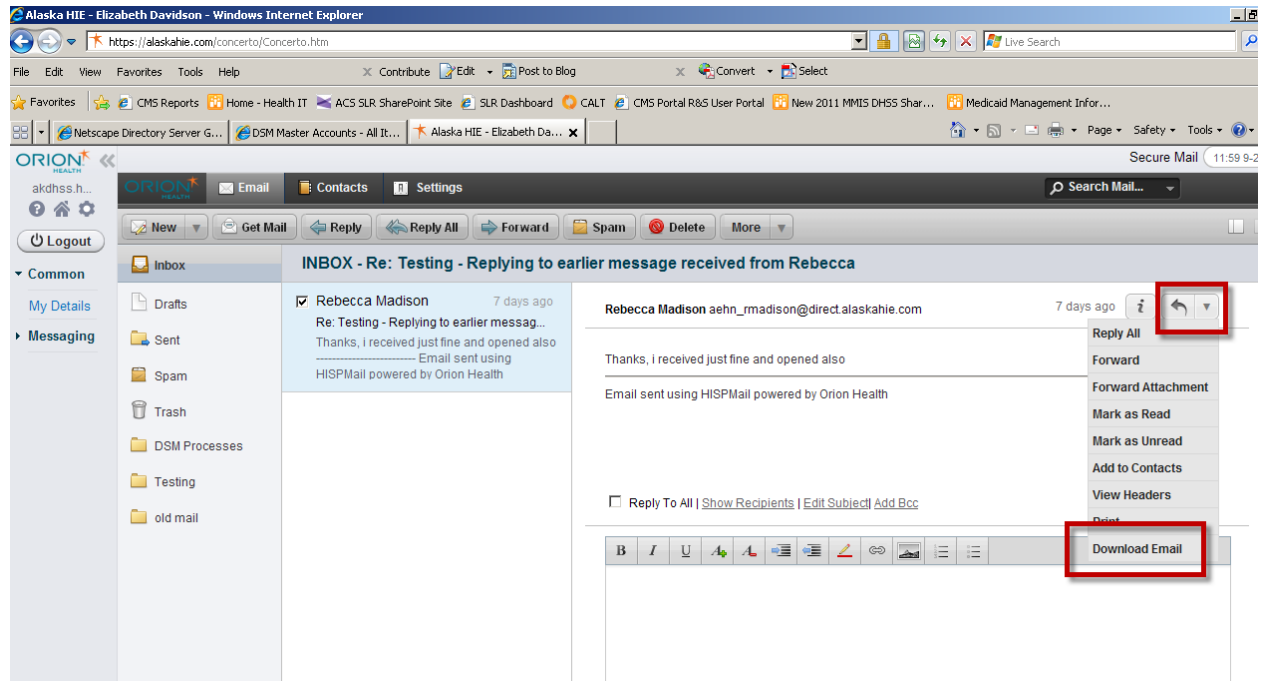 Alaska HIE - Elizabeth Davidson - Windows Internet Explorer
https://alaskahie.com/concerto/Concerto.htm
Live Search
File Edit View Favorites Tools Help
x Contribute Edit Post to Blog
x Convert Select
Favorites CMS Reports Home - Health IT ACS SLR SharePoint Site SLR Dashboard CALT CMS Portal R&S User Portal New 2011 MMIS DHSS Shar... Medicaid Management Infor...
Netscape Directory Server G... DSM Master Accounts - All It... Alaska HIE - Elizabeth Da... x
Page Safety Tools
ORION HEALTH
Secure Mail 11:59 9-2
akdhss.h...
Logout
Common
My Details
Messaging
ORION HEALTH Email Contacts Settings
Search Mail...
New Get Mail Reply Reply All Forward Spam Delete More
Inbox
Drafts
Sent
Spam
Trash
DSM Processes
Testing
old mail
INBOX - Re: Testing - Replying to earlier message received from Rebecca
Rebecca Madison 7 days ago
Re: Testing - Replying to earlier messag...
Thanks, i received just fine and opened also
------------------------- Email sent using
HISPMail powered by Orion Health
Rebecca Madison aehn_rmadison@direct.alaskahie.com
7 days ago i
Thanks, i received just fine and opened also
Email sent using HISPMail powered by Orion Health
Reply All
Forward
Forward Attachment
Mark as Read
Mark as Unread
Add to Contacts
View Headers
Print
Download Email
Reply To All | Show Recipients | Edit Subject| Add Bcc
B I U A A